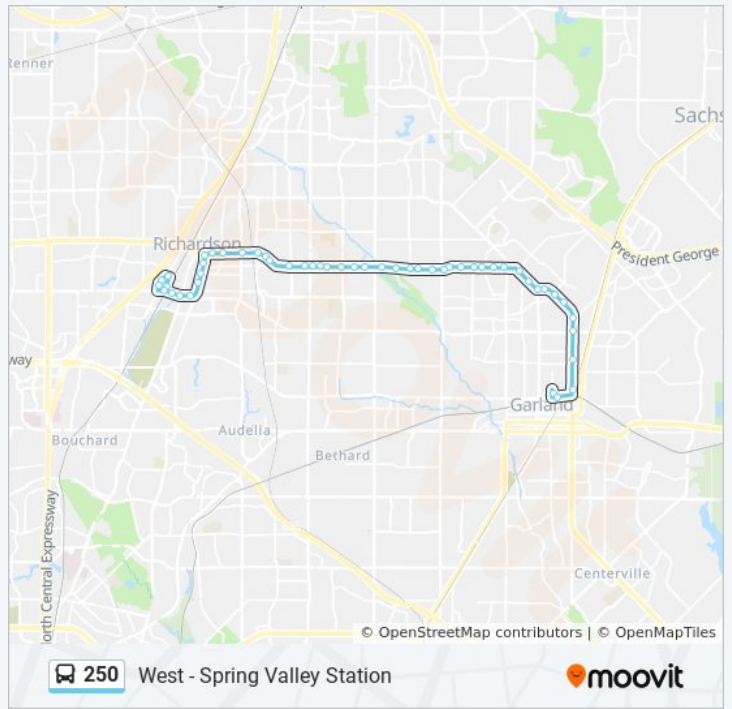 Renner
Sachs
Richardson
President George
way
Garland
Audelia
Bouchard
Bethard
North Central Expressway
Centerville
© OpenStreetMap contributors | © OpenMapTiles
250 West - Spring Valley Station moovit